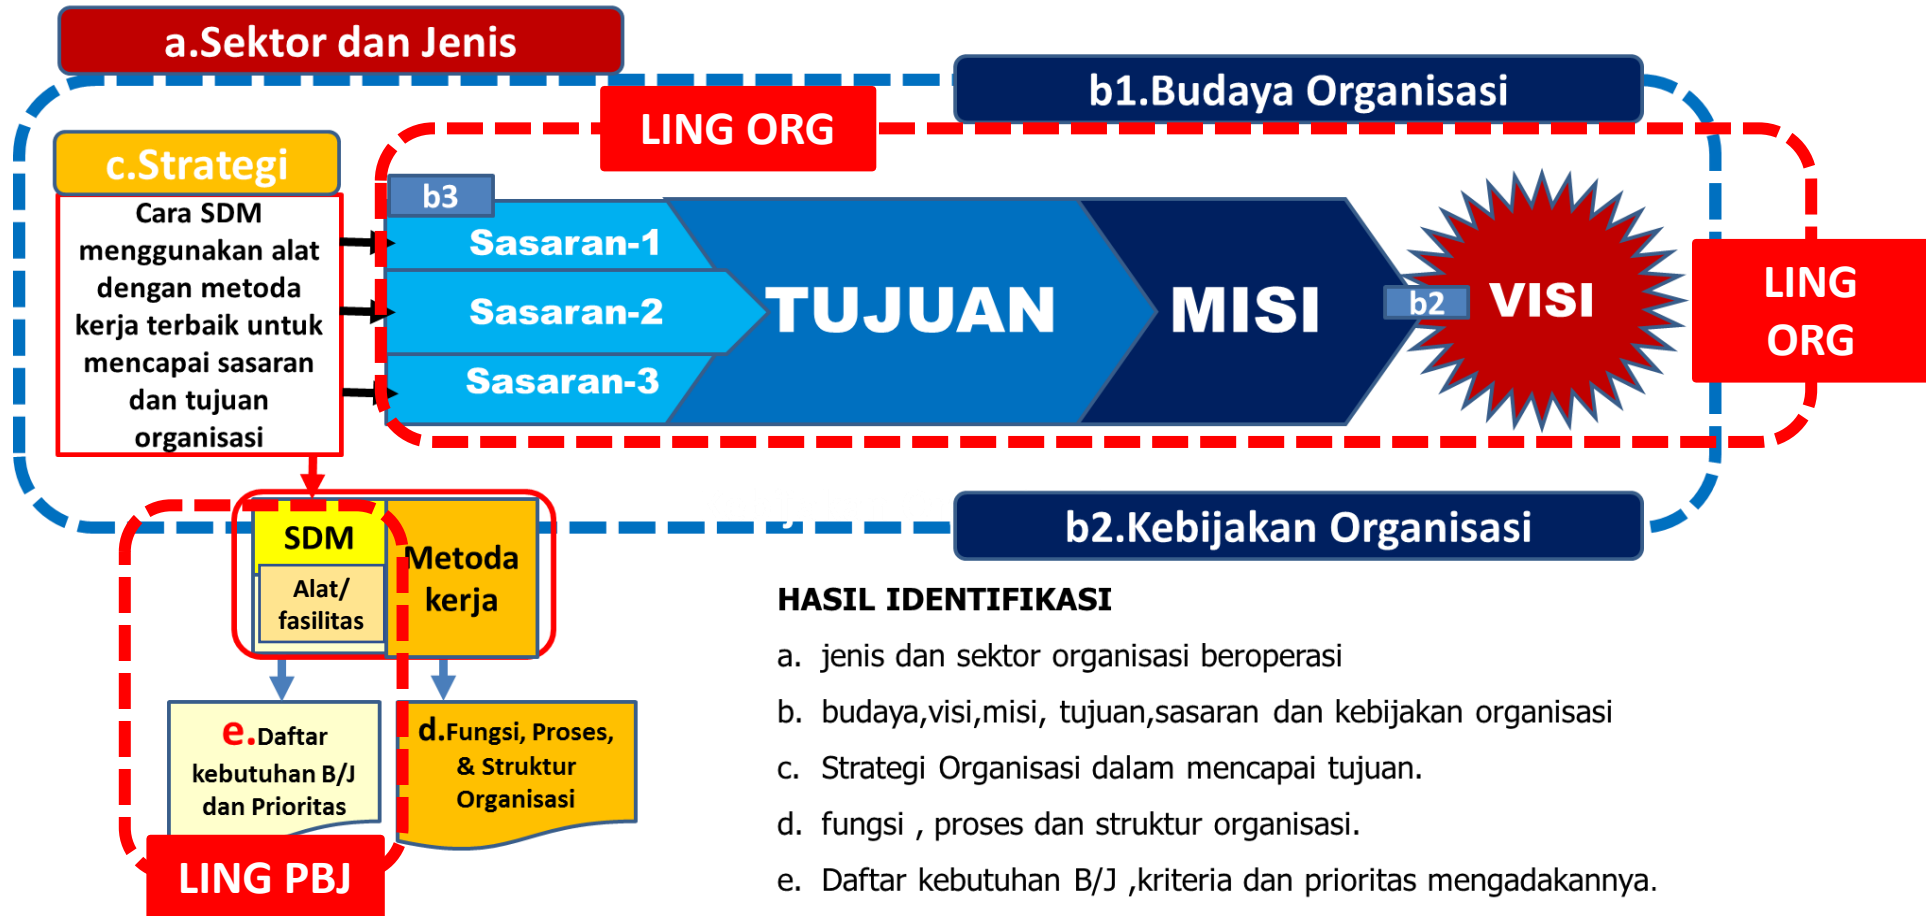 a.Sektor dan Jenis
b1.Budaya Organisasi
LING ORG
c.Strategi
Cara SDM
menggunakan alat
dengan metoda
kerja terbaik untuk
mencapai sasaran
dan tujuan
organisasi
b3
Sasaran-1
Sasaran-2
Sasaran-3
TUJUAN
MISI
b2
VISI
LING
ORG
b2.Kebijakan Organisasi
SDM
Alat/
fasilitas
Metoda
kerja
e.Daftar
kebutuhan B/J
dan Prioritas
d.Fungsi, Proses,
& Struktur
Organisasi
LING PBJ
HASIL IDENTIFIKASI
a. jenis dan sektor organisasi beroperasi
b. budaya,visi,misi, tujuan,sasaran dan kebijakan organisasi
c. Strategi Organisasi dalam mencapai tujuan.
d. fungsi , proses dan struktur organisasi.
e. Daftar kebutuhan B/J ,kriteria dan prioritas mengadakannya.